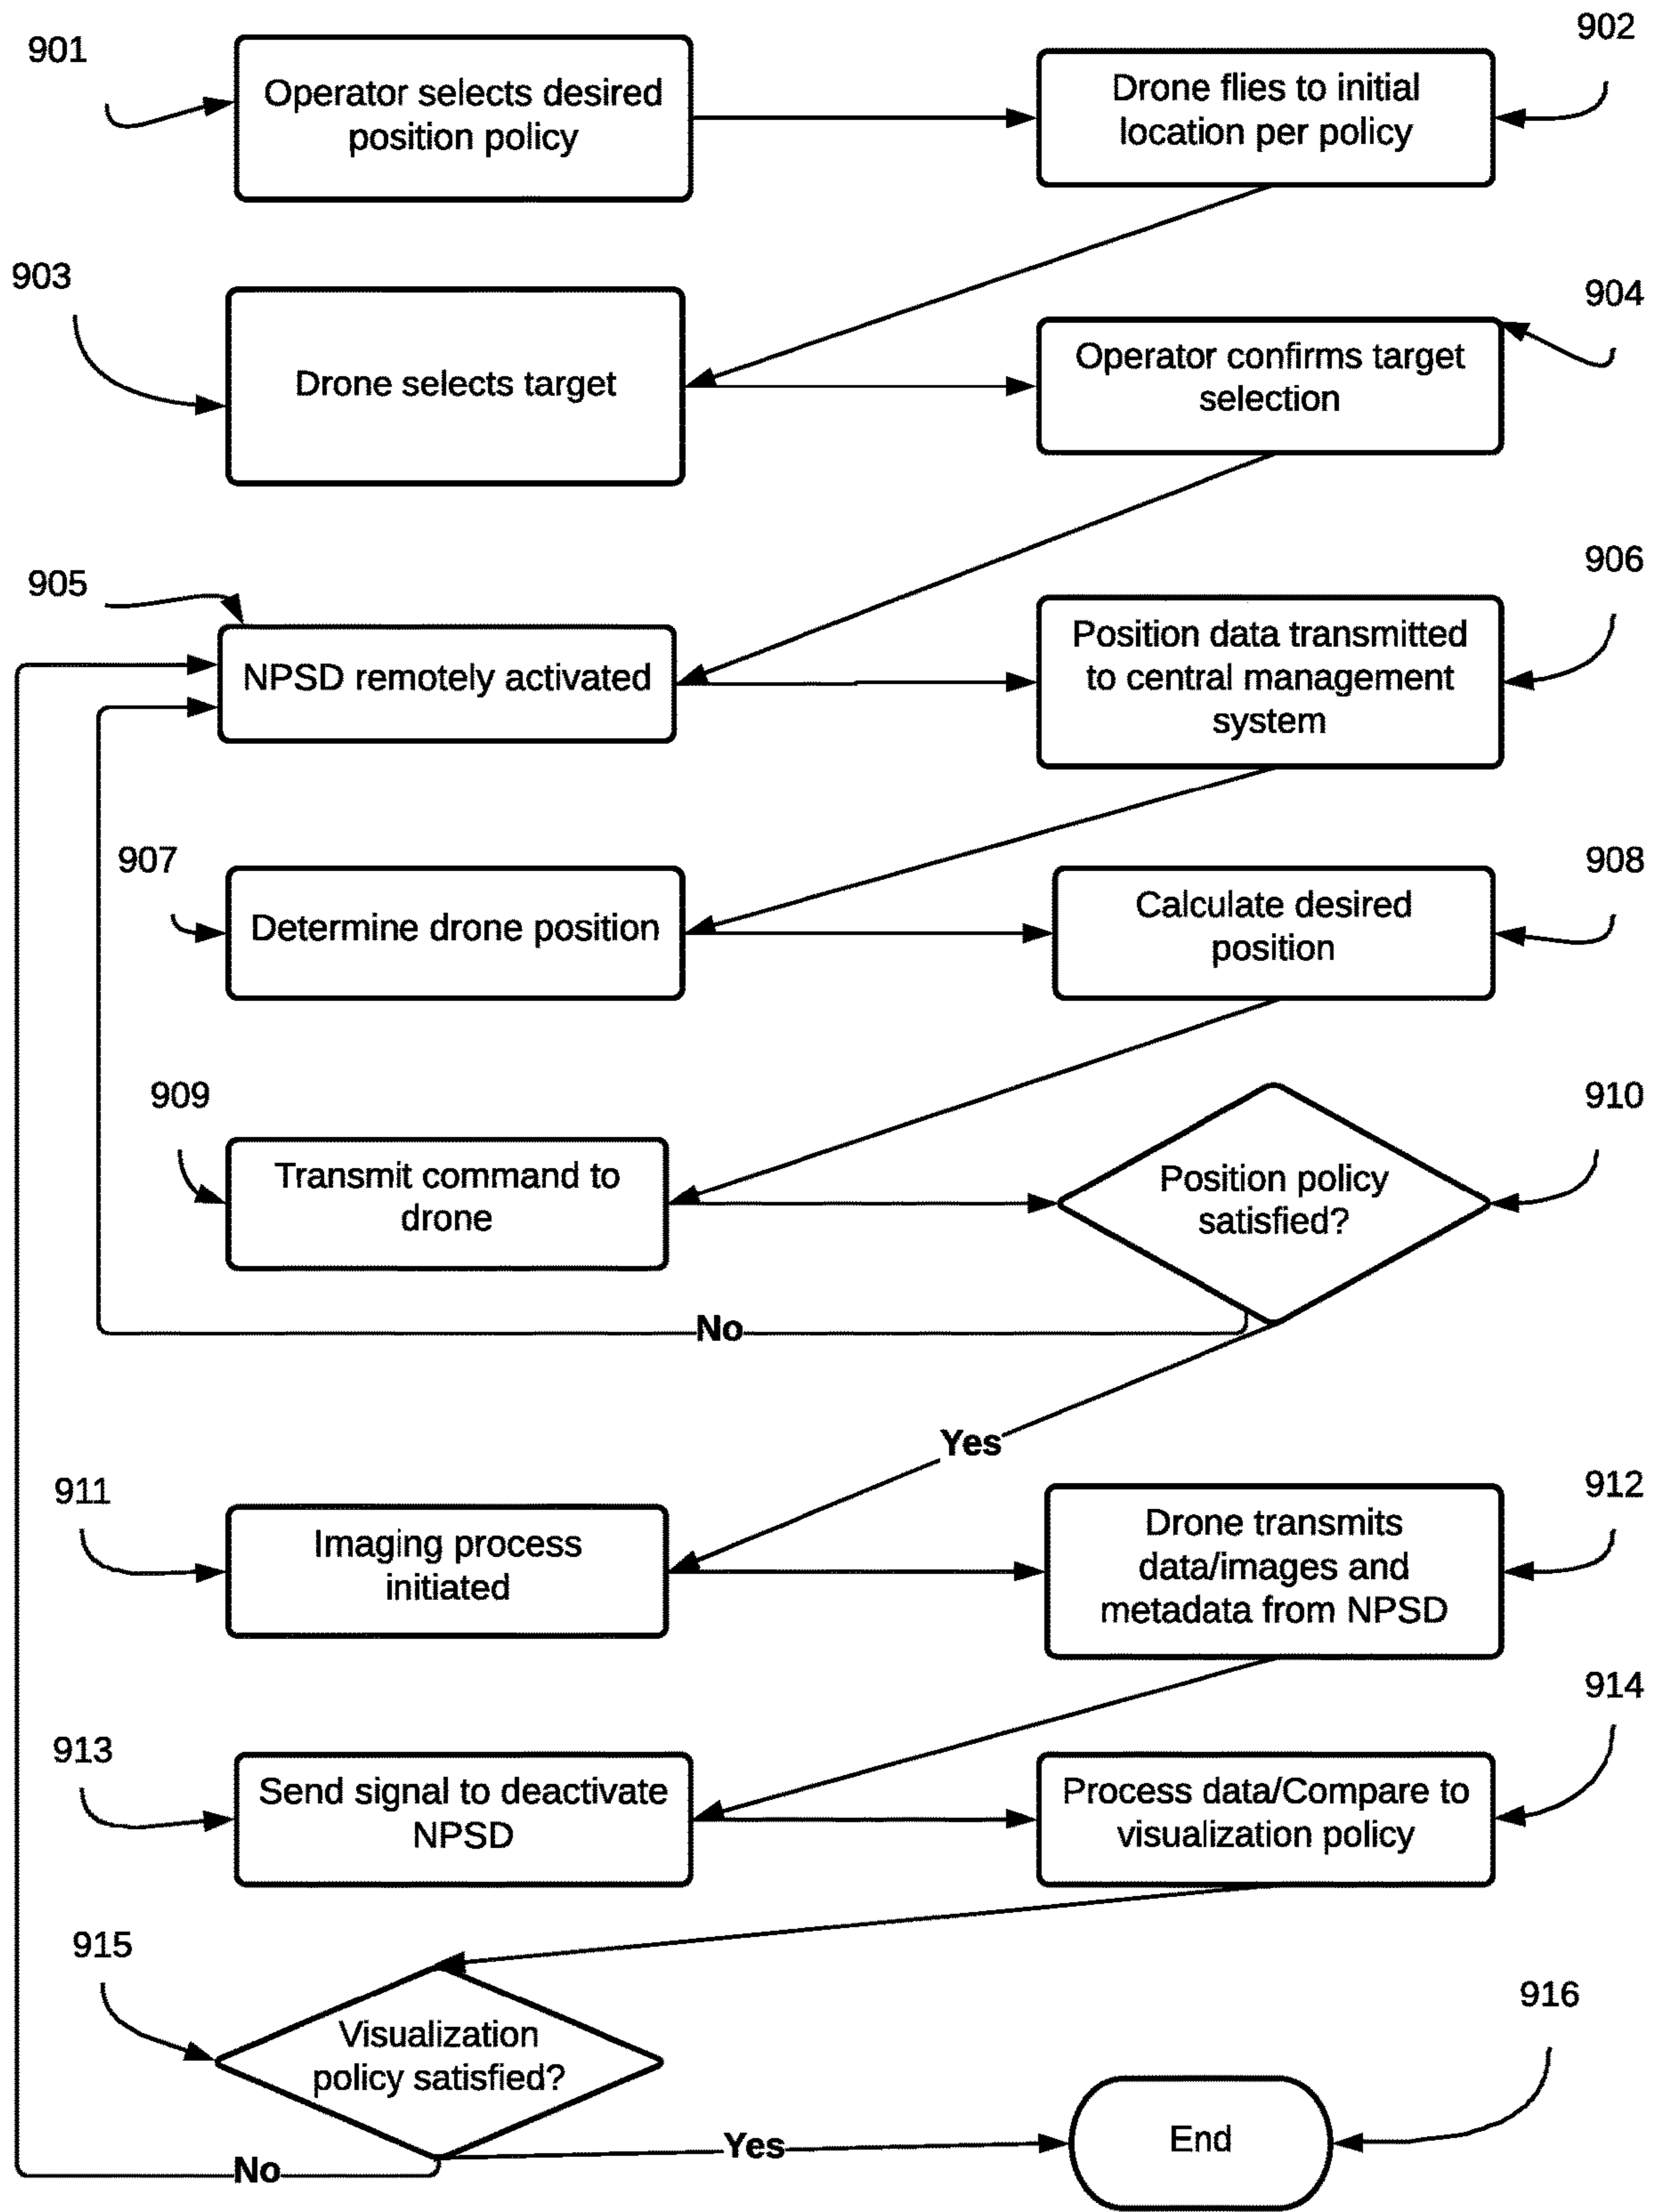 901
Operator selects desired
position policy
902
Drone flies to initial
location per policy
903
Drone selects target
904
Operator confirms target
selection
905
NPSD remotely activated
906
Position data transmitted
to central management
system
907
Determine drone position
908
Calculate desired
position
909
Transmit command to
drone
910
Position policy
satisfied?
No
Yes
911
Imaging process
initiated
912
Drone transmits
data/images and
metadata from NPSD
913
Send signal to deactivate
NPSD
914
Process data/Compare to
visualization policy
915
Visualization
policy satisfied?
916
End
Yes
No